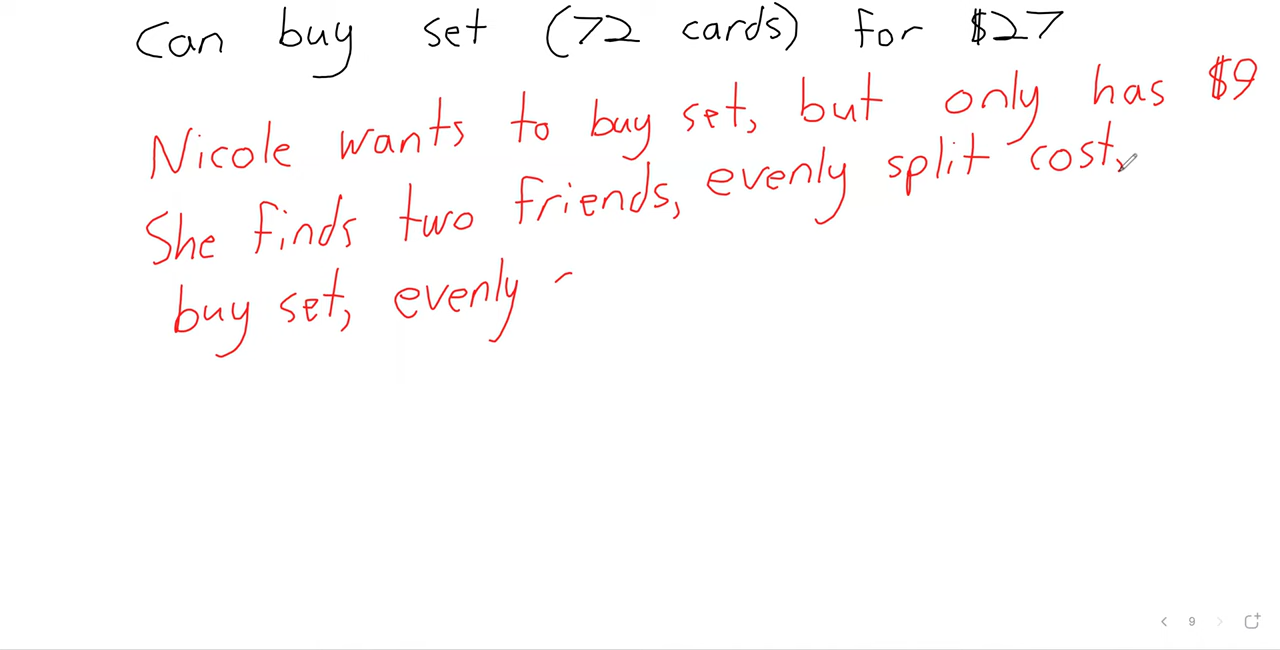 Can buy set (72 cards) for $27
Nicole wants to buy set, but only has $9
She finds two friends, evenly split cost,
buy set, evenly
9